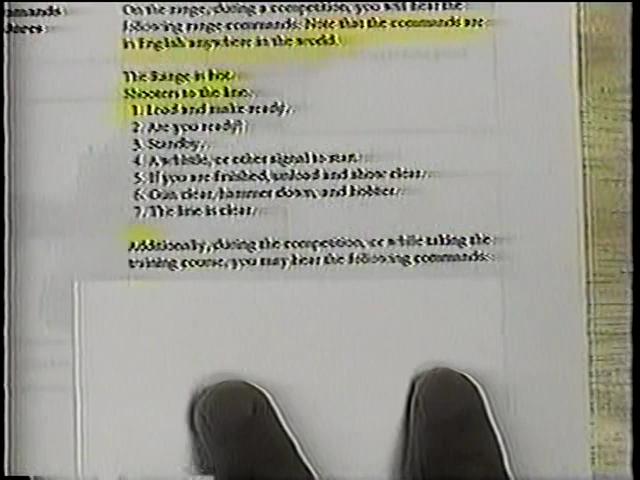 On the range, during a competition, you will hear the
following range commands. Note that the commands are
in English anywhere in the world.
The Range is hot.
Shooters to the line.
1. Load and make ready.
2. Are you ready?
3. Standby.
4. A whistle, or other signal to start.
5. If you are finished, unload and show clear.
6. Gun clear, hammer down, and holster.
7. The line is clear.
Additionally, during the competition, or while taking the
training course, you may hear the following commands: